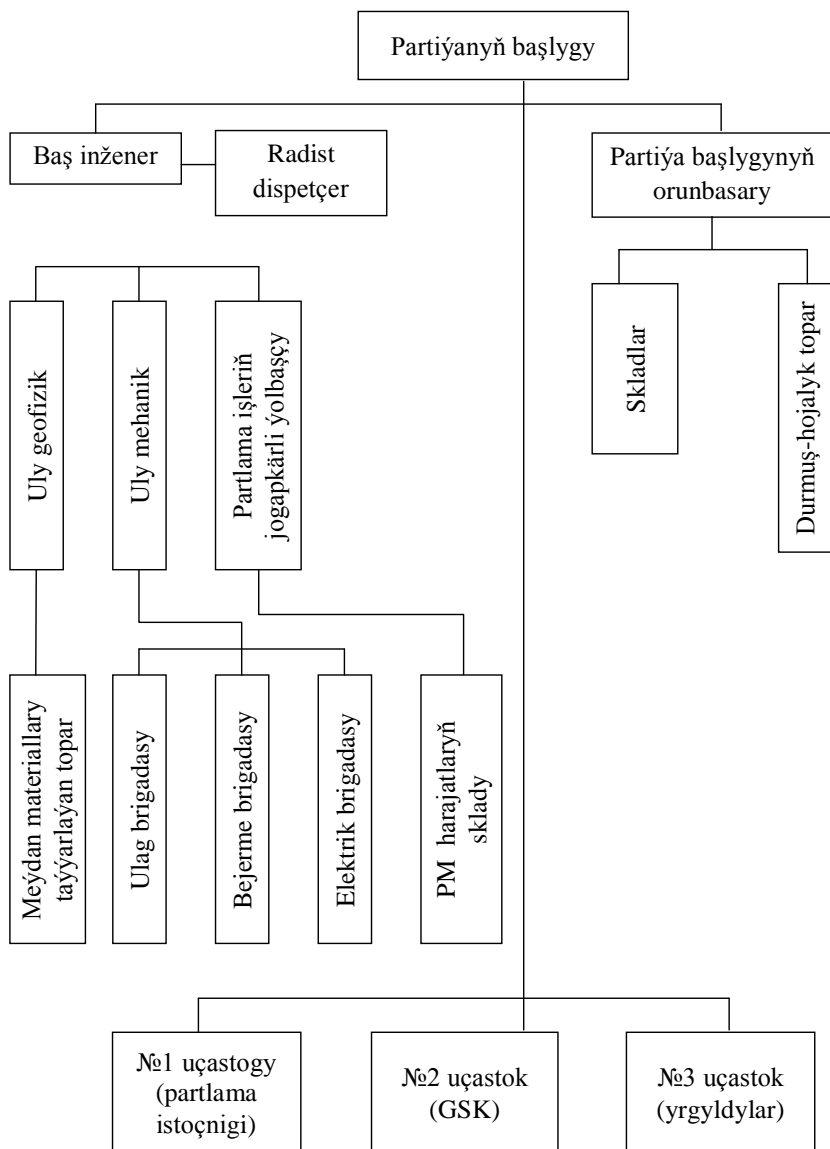 Partiýanyň başlygy
Baş inžener
Radist
dispetçer
Partiýa başlygynyň
orunbasary
Uly geofizik
Uly mehanik
Partlama işleriň
jogapkärli ýolbaşçy
Skladlar
Durmuş-hojalyk topar
Meýdan materiallary
taýýarlaýan topar
Ulag brigadasy
Bejerme brigadasy
Elektrik brigadasy
PM harajatlaryň
sklady
№1 uçastogy
(partlama
istoçnigi)
№2 uçastok
(GSK)
№3 uçastok
(yrgyldylar)